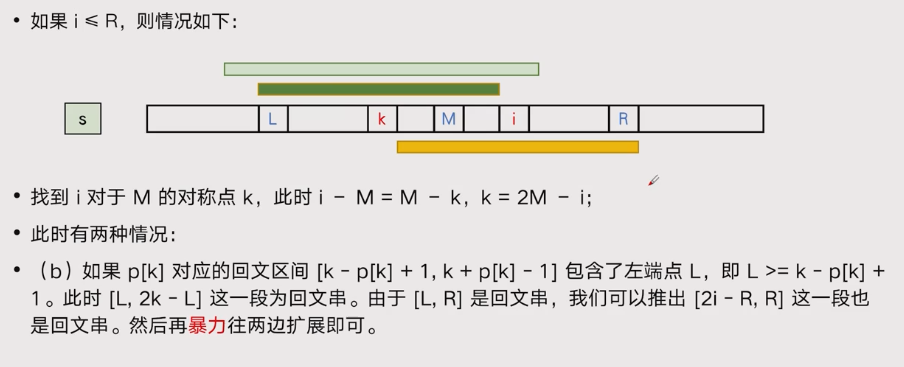 • 如果 i ≤ R，则情况如下：
s L k M i R
• 找到 i 对于 M 的对称点 k，此时 i − M = M − k，k = 2M − i；
• 此时有两种情况：
• （b）如果 p[k] 对应的回文区间 [k - p[k] + 1, k + p[k] - 1] 包含了左端点 L，即 L >= k - p[k] +
1。此时 [L, 2k - L] 这一段为回文串。由于 [L, R] 是回文串，我们可以推出 [2i - R, R] 这一段也
是回文串。然后再暴力往两边扩展即可。